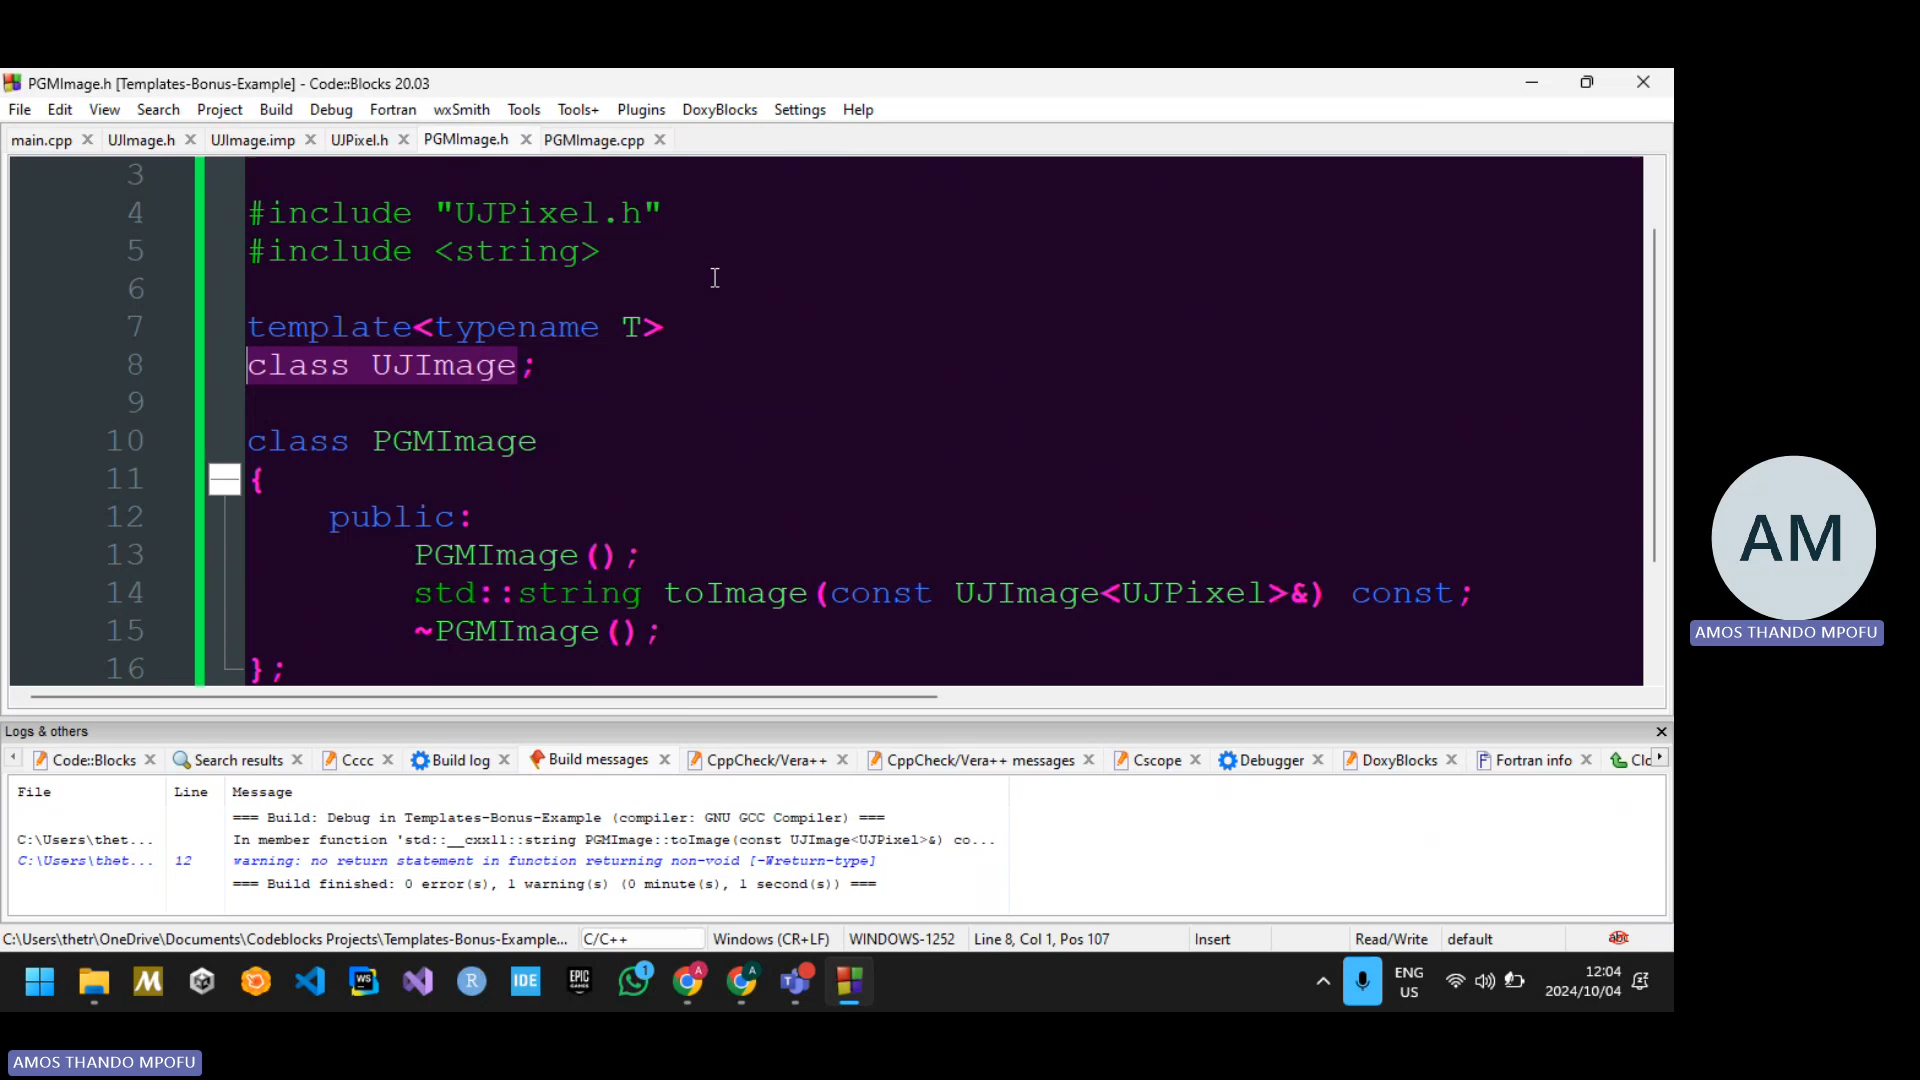 PGMImage.h [Templates-Bonus-Example] - Code::Blocks 20.03
File Edit View Search Project Build Debug Fortran wxSmith Tools Tools+ Plugins DoxyBlocks Settings Help
main.cpp UJImage.h UJImage.imp UJPixel.h PGMImage.h PGMImage.cpp
3
4 #include "UJPixel.h"
5 #include <string>
6
7 template<typename T>
8 class UJImage;
9
10 class PGMImage
11 {
12 public:
13 PGMImage();
14 std::string toImage(const UJImage<UJPixel>&) const;
15 ~PGMImage();
16 };
AM
AMOS THANDO MPOFU
Logs & others
Code::Blocks Search results Cccc Build log Build messages CppCheck/Vera++ CppCheck/Vera++ messages Cscope Debugger DoxyBlocks Fortran info Clo
File Line Message
=== Build: Debug in Templates-Bonus-Example (compiler: GNU GCC Compiler) ===
C:\Users\thet... In member function 'std::__cxx11::string PGMImage::toImage(const UJImage<UJPixel>&) co...
C:\Users\thet... 12 warning: no return statement in function returning non-void [-Wreturn-type]
=== Build finished: 0 error(s), 1 warning(s) (0 minute(s), 1 second(s)) ===
C:\Users\thetr\OneDrive\Documents\Codeblocks Projects\Templates-Bonus-Example... C/C++ Windows (CR+LF) WINDOWS-1252 Line 8, Col 1, Pos 107 Insert Read/Write default
ENG
US
12:04
2024/10/04
AMOS THANDO MPOFU